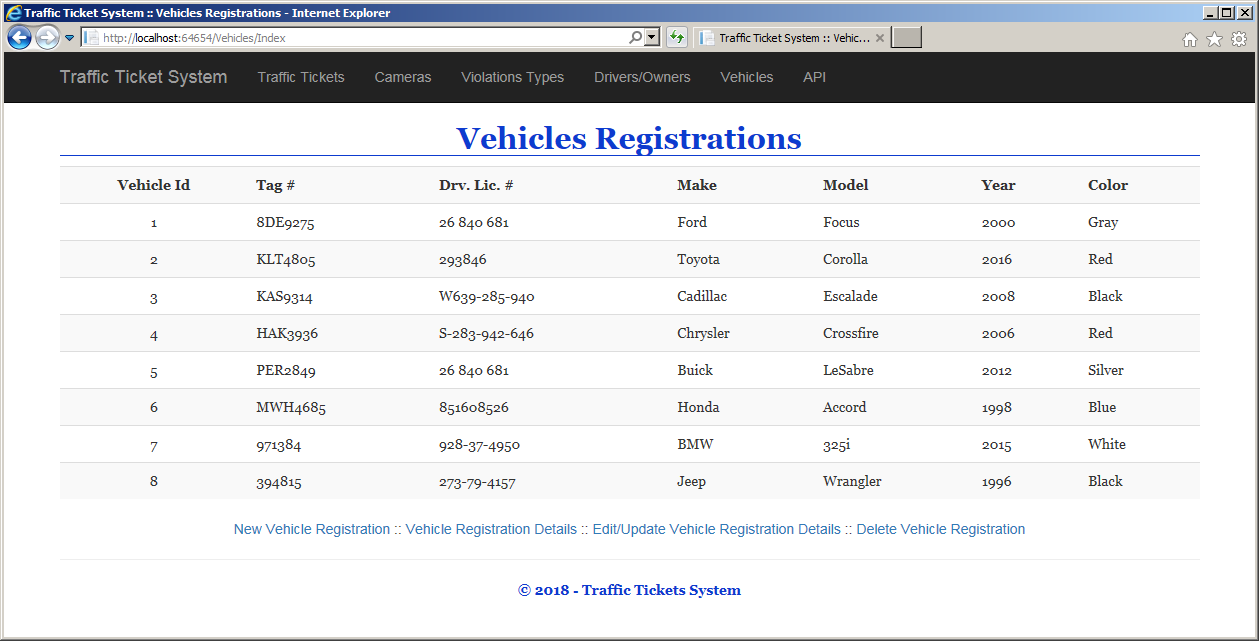 Traffic Ticket System :: Vehicles Registrations - Internet Explorer
http://localhost:64654/Vehicles/Index Traffic Ticket System :: Vehic...
Traffic Ticket System Traffic Tickets Cameras Violations Types Drivers/Owners Vehicles API
Vehicles Registrations
Vehicle Id Tag # Drv. Lic. # Make Model Year Color
1 8DE9275 26 840 681 Ford Focus 2000 Gray
2 KLT4805 293846 Toyota Corolla 2016 Red
3 KAS9314 W639-285-940 Cadillac Escalade 2008 Black
4 HAK3936 S-283-942-646 Chrysler Crossfire 2006 Red
5 PER2849 26 840 681 Buick LeSabre 2012 Silver
6 MWH4685 851608526 Honda Accord 1998 Blue
7 971384 928-37-4950 BMW 325i 2015 White
8 394815 273-79-4157 Jeep Wrangler 1996 Black
New Vehicle Registration :: Vehicle Registration Details :: Edit/Update Vehicle Registration Details :: Delete Vehicle Registration
© 2018 - Traffic Tickets System